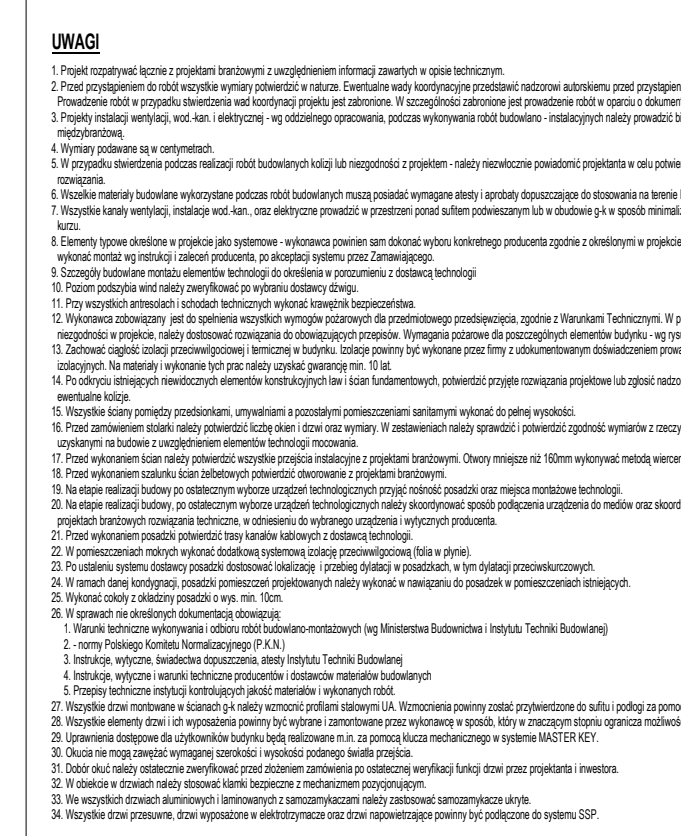 UWAGI
1. Projekt rozpatrywać łącznie z projektami branżowymi z uwzględnieniem informacji zawartych w opisie technicznym.
2. Przed przystąpieniem do robót wszystkie wymiary potwierdzić w naturze. Ewentualne wady koordynacyjne przedstawić nadzorowi autorskiemu przed przystąpien
Prowadzenie robót w przypadku stwierdzenia wad koordynacji projektu jest zabronione. W szczególności zabronione jest prowadzenie robót w oparciu o dokument
3. Projekty instalacji wentylacji, wod.-kan. i elektrycznej - wg oddzielnego opracowania, podczas wykonywania robót budowlano - instalacyjnych należy prowadzić bi
międzybranżową.
4. Wymiary podawane są w centymetrach.
5. W przypadku stwierdzenia podczas realizacji robót budowlanych kolizji lub niezgodności z projektem - należy niezwłocznie powiadomić projektanta w celu potwie
rozwiązania.
6. Wszelkie materiały budowlane wykorzystane podczas robót budowlanych muszą posiadać wymagane atesty i aprobaty dopuszczające do stosowania na terenie
7. Wszystkie kanały wentylacji, instalacje wod.-kan., oraz elektryczne prowadzić w przestrzeni ponad sufitem podwieszanym lub w obudowie g-k w sposób minimaliz
kurzu.
8. Elementy typowe określone w projekcie jako systemowe - wykonawca powinien sam dokonać wyboru konkretnego producenta zgodnie z określonymi w projekcie
wykonać montaż wg instrukcji i zaleceń producenta, po akceptacji systemu przez Zamawiającego.
9. Szczegóły budowlane montażu elementów technologii do określenia w porozumieniu z dostawcą technologii
10. Poziom podszybia wind należy zweryfikować po wybraniu dostawcy dźwigu.
11. Przy wszystkich antresolach i schodach technicznych wykonać krawężnik bezpieczeństwa.
12. Wykonawca zobowiązany jest do spełnienia wszystkich wymogów pożarowych dla przedmiotowego przedsięwzięcia, zgodnie z Warunkami Technicznymi. W p
niezgodności w projekcie, należy dostosować rozwiązania do obowiązujących przepisów. Wymagania pożarowe dla poszczególnych elementów budynku - wg rysu
13. Zachować ciągłość izolacji przeciwwilgociowej i termicznej w budynku. Izolacje powinny być wykonane przez firmy z udokumentowanym doświadczeniem prowa
izolacyjnych. Na materiały i wykonanie tych prac należy uzyskać gwarancję min. 10 lat.
14. Po odkryciu istniejących niewidocznych elementów konstrukcyjnych ław i ścian fundamentowych, potwierdzić przyjęte rozwiązania projektowe lub zgłosić nadzo
ewentualne kolizje.
15. Wszystkie ściany pomiędzy przedsionkami, umywalniami a pozostałymi pomieszczeniami sanitarnymi wykonać do pełnej wysokości.
16. Przed zamówieniem stolarki należy potwierdzić liczbę okien i drzwi oraz wymiary. W zestawieniach należy sprawdzić i potwierdzić zgodność wymiarów z rzeczy
uzyskanymi na budowie z uwzględnieniem elementów technologii mocowania.
17. Przed wykonaniem ścian należy potwierdzić wszystkie przejścia instalacyjne z projektami branżowymi. Otwory mniejsze niż 160mm wykonywać metodą wiercen
18. Przed wykonaniem szalunku ścian żelbetowych potwierdzić otworowanie z projektami branżowymi.
19. Na etapie realizacji budowy po ostatecznym wyborze urządzeń technologicznych przyjąć nośność posadzki oraz miejsca montażowe technologii.
20. Na etapie realizacji budowy, po ostatecznym wyborze urządzeń technologicznych należy skoordynować sposób podłączenia urządzenia do mediów oraz skoord
projektach branżowych rozwiązania techniczne, w odniesieniu do wybranego urządzenia i wytycznych producenta.
21. Przed wykonaniem posadzki potwierdzić trasy kanałów kablowych z dostawcą technologii.
22. W pomieszczeniach mokrych wykonać dodatkową systemową izolację przeciwwilgociową (folia w płynie).
23. Po ustaleniu systemu dostawcy posadzki dostosować lokalizację i przebieg dylatacji w posadzkach, w tym dylatacji przeciwskurczowych.
24. W ramach danej kondygnacji, posadzki pomieszczeń projektowanych należy wykonać w nawiązaniu do posadzek w pomieszczeniach istniejących.
25. Wykonać cokoły z okładziny posadzki o wys. min. 10cm.
26. W sprawach nie określonych dokumentacją obowiązują:
1. Warunki techniczne wykonywania i odbioru robót budowlano-montażowych (wg Ministerstwa Budownictwa i Instytutu Techniki Budowlanej)
2. - normy Polskiego Komitetu Normalizacyjnego (P.K.N.)
3. Instrukcje, wytyczne, świadectwa dopuszczenia, atesty Instytutu Techniki Budowlanej
4. Instrukcje, wytyczne i warunki techniczne producentów i dostawców materiałów budowlanych
5. Przepisy techniczne instytucji kontrolujących jakość materiałów i wykonanych robót.
27. Wszystkie drzwi montowane w ścianach g-k należy wzmocnić profilami stalowymi UA. Wzmocnienia powinny zostać przytwierdzone do sufitu i podłogi za pomoc
28. Wszystkie elementy drzwi i ich wyposażenia powinny być wybrane i zamontowane przez wykonawcę w sposób, który w znaczącym stopniu ogranicza możliwoś
29. Uprawnienia dostępowe dla użytkowników budynku będą realizowane m.in. za pomocą klucza mechanicznego w systemie MASTER KEY.
30. Okucia nie mogą zawężać wymaganej szerokości i wysokości podanego światła przejścia.
31. Dobór okuć należy ostatecznie zweryfikować przed złożeniem zamówienia po ostatecznej weryfikacji funkcji drzwi przez projektanta i inwestora.
32. W obiekcie w drzwiach należy stosować klamki bezpieczne z mechanizmem pozycjonującym.
33. We wszystkich drzwiach aluminiowych i laminowanych z samozamykaczami należy zastosować samozamykacze ukryte.
34. Wszystkie drzwi przesuwne, drzwi wyposażone w elektrotrzymacze oraz drzwi napowietrzające powinny być podłączone do systemu SSP.